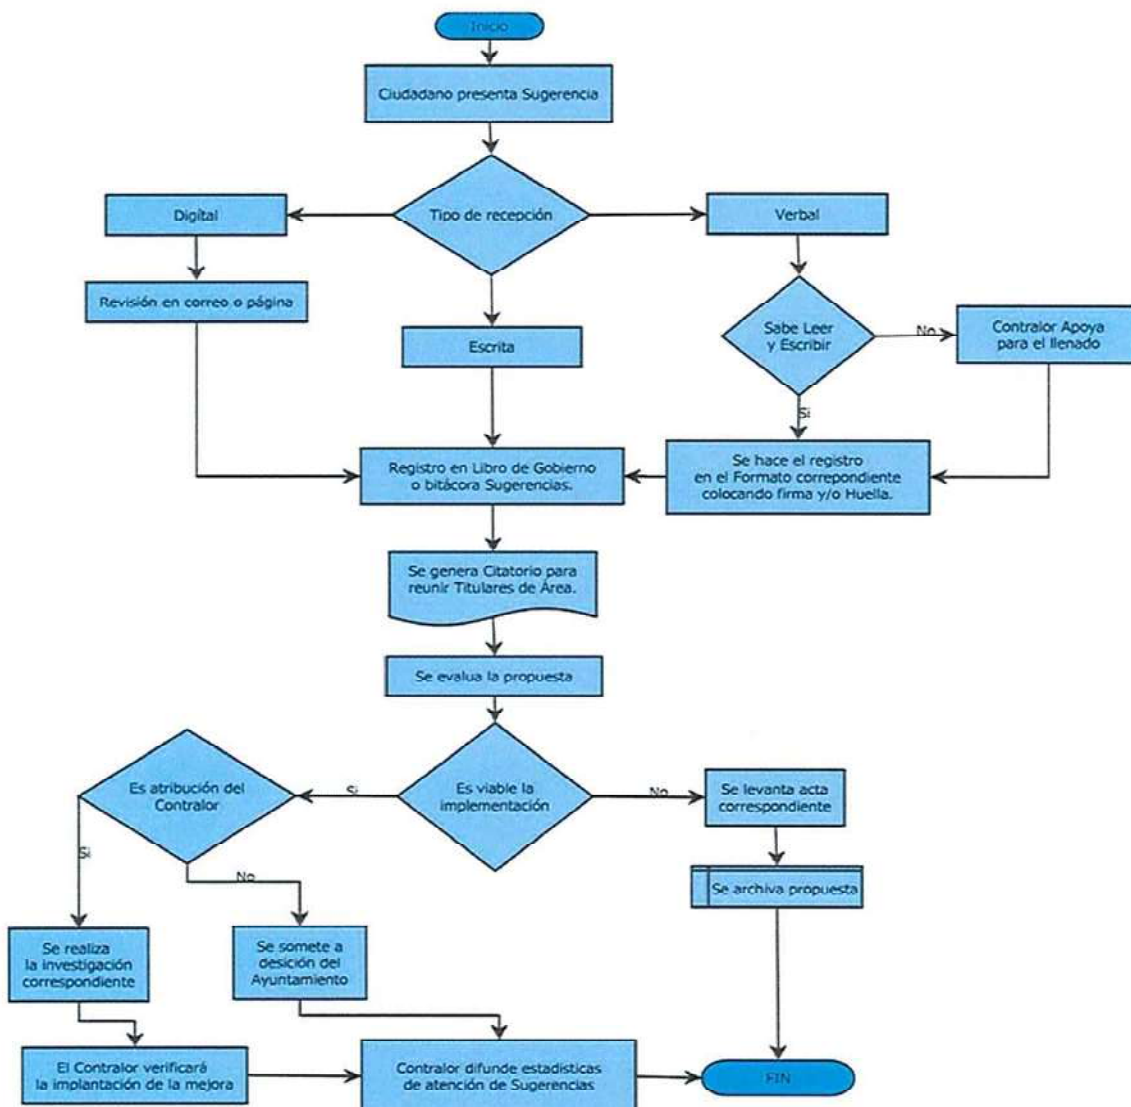 Inicio
Ciudadano presenta Sugerencia
Tipo de recepción
Digítal
Verbal
Revisión en correo o página
Escrita
Sabe Leer
y Escribir
No
Contralor Apoya
para el llenado
Si
Registro en Libro de Gobierno
o bitácora Sugerencias.
Se hace el registro
en el Formato correpondiente
colocando firma y/o Huella.
Se genera Citatorio para
reunir Titulares de Área.
Se evalua la propuesta
Es atribución del
Contralor
Si
Es viable la
implementación
No
Se levanta acta
correspondiente
Si
No
Se archiva propuesta
Se realiza
la investigación
correspondiente
Se somete a
desición del
Ayuntamiento
El Contralor verificará
la implantación de la mejora
Contralor difunde estadísticas
de atención de Sugerencias
FIN